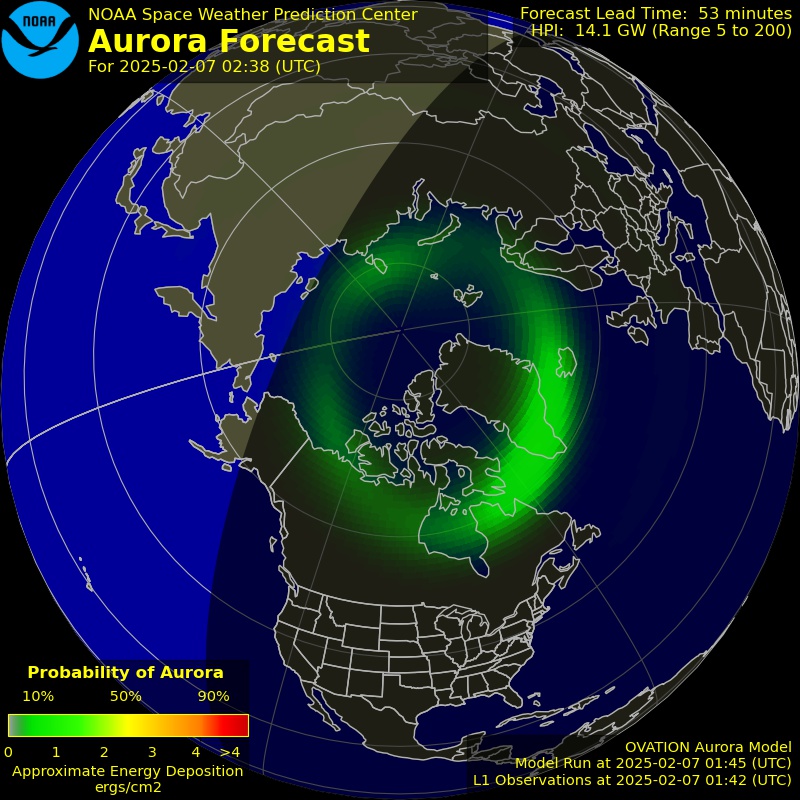 NOAA
NOAA Space Weather Prediction Center
Aurora Forecast
For 2025-02-07 02:38 (UTC)
Forecast Lead Time: 53 minutes
HPI: 14.1 GW (Range 5 to 200)
Probability of Aurora
10% 50% 90%
0 1 2 3 4 >4
Approximate Energy Deposition
ergs/cm2
OVATION Aurora Model
Model Run at 2025-02-07 01:45 (UTC)
L1 Observations at 2025-02-07 01:42 (UTC)